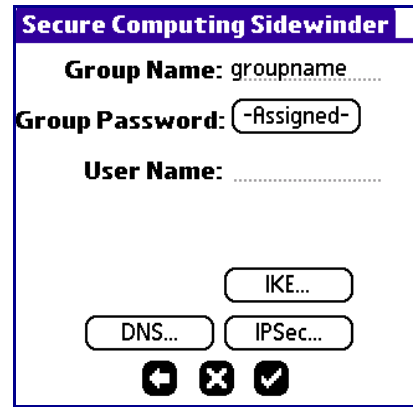 Secure Computing Sidewinder
Group Name: groupname
Group Password: -Assigned-
User Name:
IKE...
DNS... IPSec...